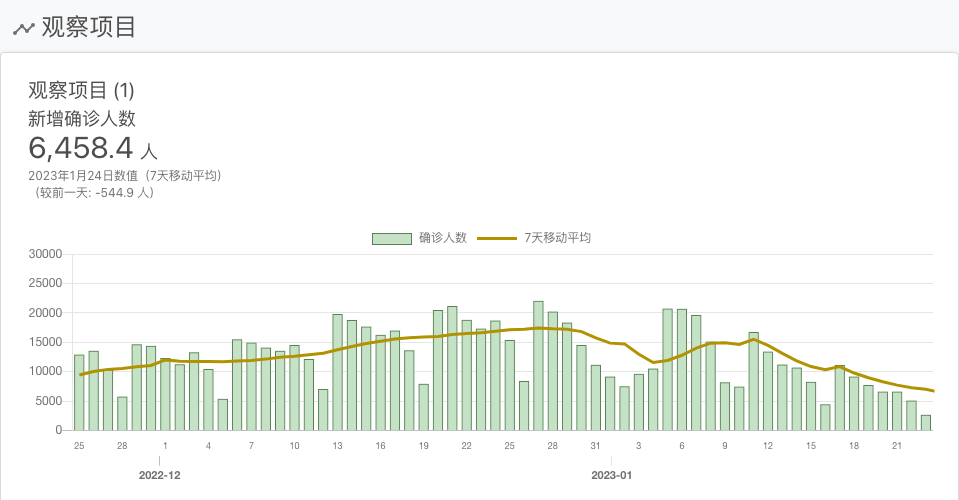 观察项目
观察项目 (1)
新增确诊人数
6,458.4 人
2023年1月24日数值（7天移动平均）
（较前一天: -544.9 人）
确诊人数 7天移动平均
30000
25000
20000
15000
10000
5000
0
25 28 1 4 7 10 13 16 19 22 25 28 31 3 6 9 12 15 18 21
2022-12 2023-01